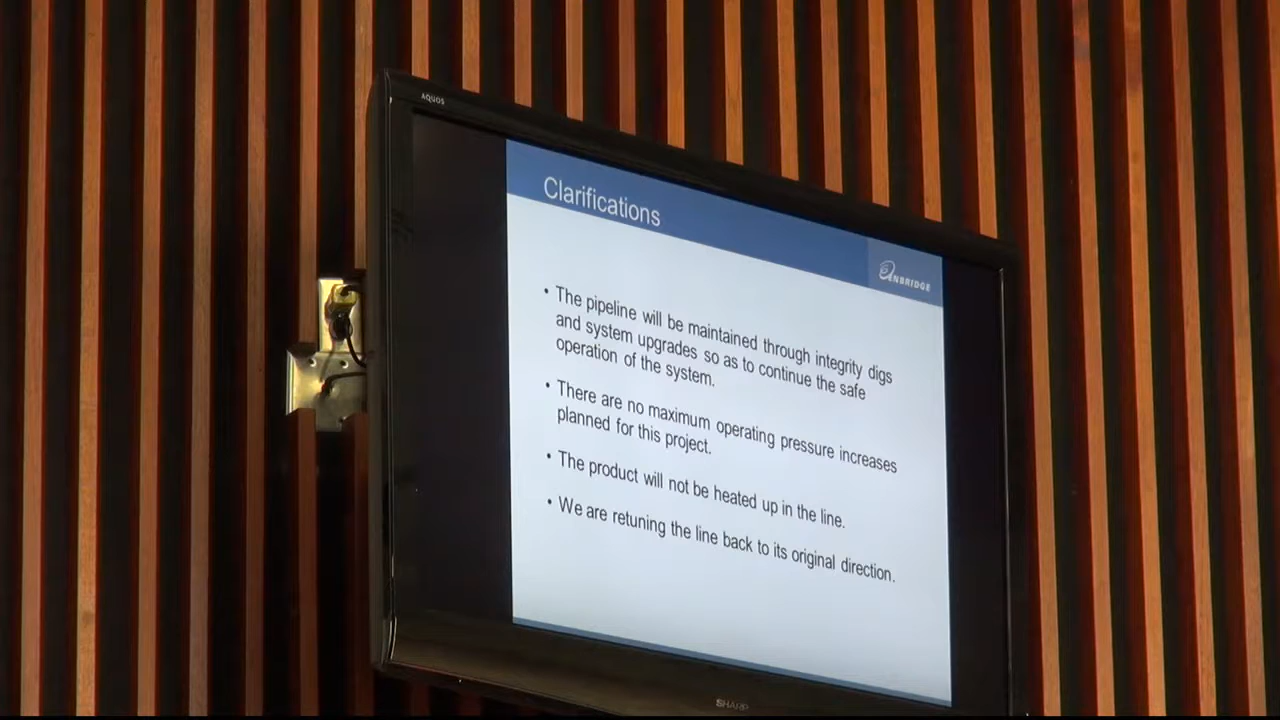 AQUOS
Clarifications
ENBRIDGE
• The pipeline will be maintained through integrity digs
and system upgrades so as to continue the safe
operation of the system.
• There are no maximum operating pressure increases
planned for this project.
• The product will not be heated up in the line.
• We are retuning the line back to its original direction.
SHARP